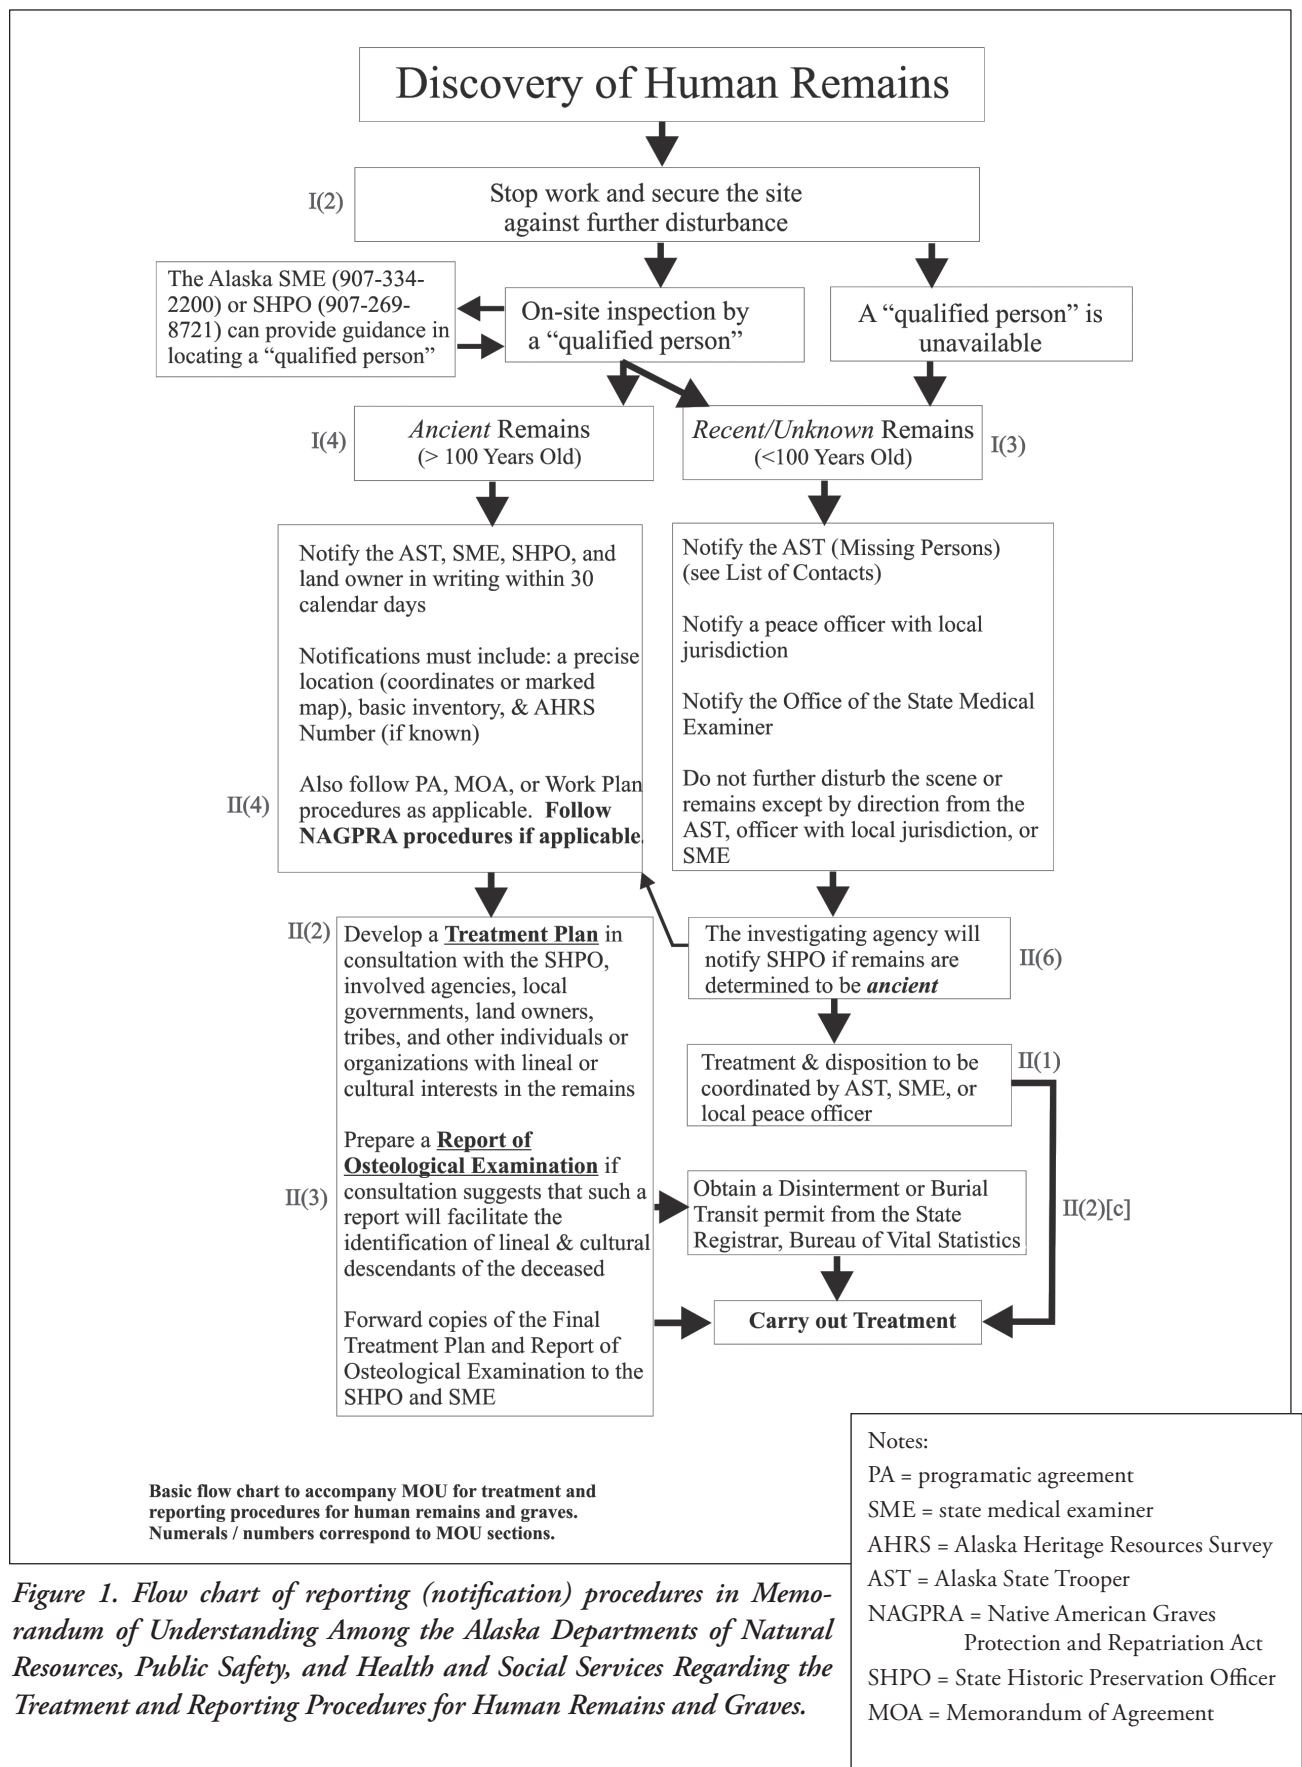 Discovery of Human Remains
I(2)
Stop work and secure the site
against further disturbance
The Alaska SME (907-334-
2200) or SHPO (907-269-
8721) can provide guidance in
locating a “qualified person”
On-site inspection by
a “qualified person”
A “qualified person” is
unavailable
I(4)
Ancient Remains
(> 100 Years Old)
Recent/Unknown Remains
(<100 Years Old)
I(3)
Notify the AST, SME, SHPO, and
land owner in writing within 30
calendar days
Notifications must include: a precise
location (coordinates or marked
map), basic inventory, & AHRS
Number (if known)
II(4)
Also follow PA, MOA, or Work Plan
procedures as applicable. Follow
NAGPRA procedures if applicable.
Notify the AST (Missing Persons)
(see List of Contacts)
Notify a peace officer with local
jurisdiction
Notify the Office of the State Medical
Examiner
Do not further disturb the scene or
remains except by direction from the
AST, officer with local jurisdiction, or
SME
II(2)
Develop a Treatment Plan in
consultation with the SHPO,
involved agencies, local
governments, land owners,
tribes, and other individuals or
organizations with lineal or
cultural interests in the remains
II(3)
Prepare a Report of
Osteological Examination if
consultation suggests that such a
report will facilitate the
identification of lineal & cultural
descendants of the deceased
Forward copies of the Final
Treatment Plan and Report of
Osteological Examination to the
SHPO and SME
The investigating agency will
notify SHPO if remains are
determined to be ancient
II(6)
Treatment & disposition to be
coordinated by AST, SME, or
local peace officer
II(1)
Obtain a Disinterment or Burial
Transit permit from the State
Registrar, Bureau of Vital Statistics
II(2)[c]
Carry out Treatment
Basic flow chart to accompany MOU for treatment and
reporting procedures for human remains and graves.
Numerals / numbers correspond to MOU sections.
Notes:
PA = programatic agreement
SME = state medical examiner
AHRS = Alaska Heritage Resources Survey
AST = Alaska State Trooper
NAGPRA = Native American Graves
Protection and Repatriation Act
SHPO = State Historic Preservation Officer
MOA = Memorandum of Agreement
Figure 1. Flow chart of reporting (notification) procedures in Memo-
randum of Understanding Among the Alaska Departments of Natural
Resources, Public Safety, and Health and Social Services Regarding the
Treatment and Reporting Procedures for Human Remains and Graves.